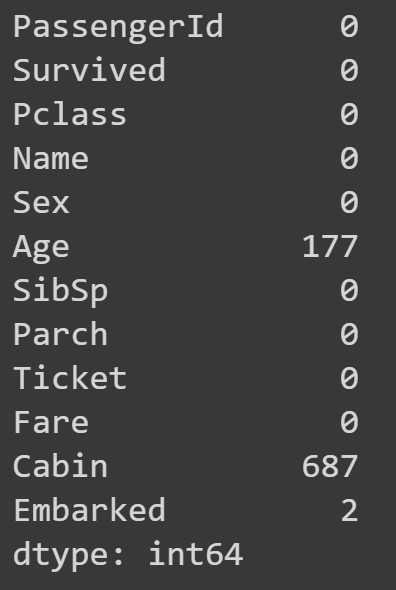 PassengerId 0
Survived 0
Pclass 0
Name 0
Sex 0
Age 177
SibSp 0
Parch 0
Ticket 0
Fare 0
Cabin 687
Embarked 2
dtype: int64